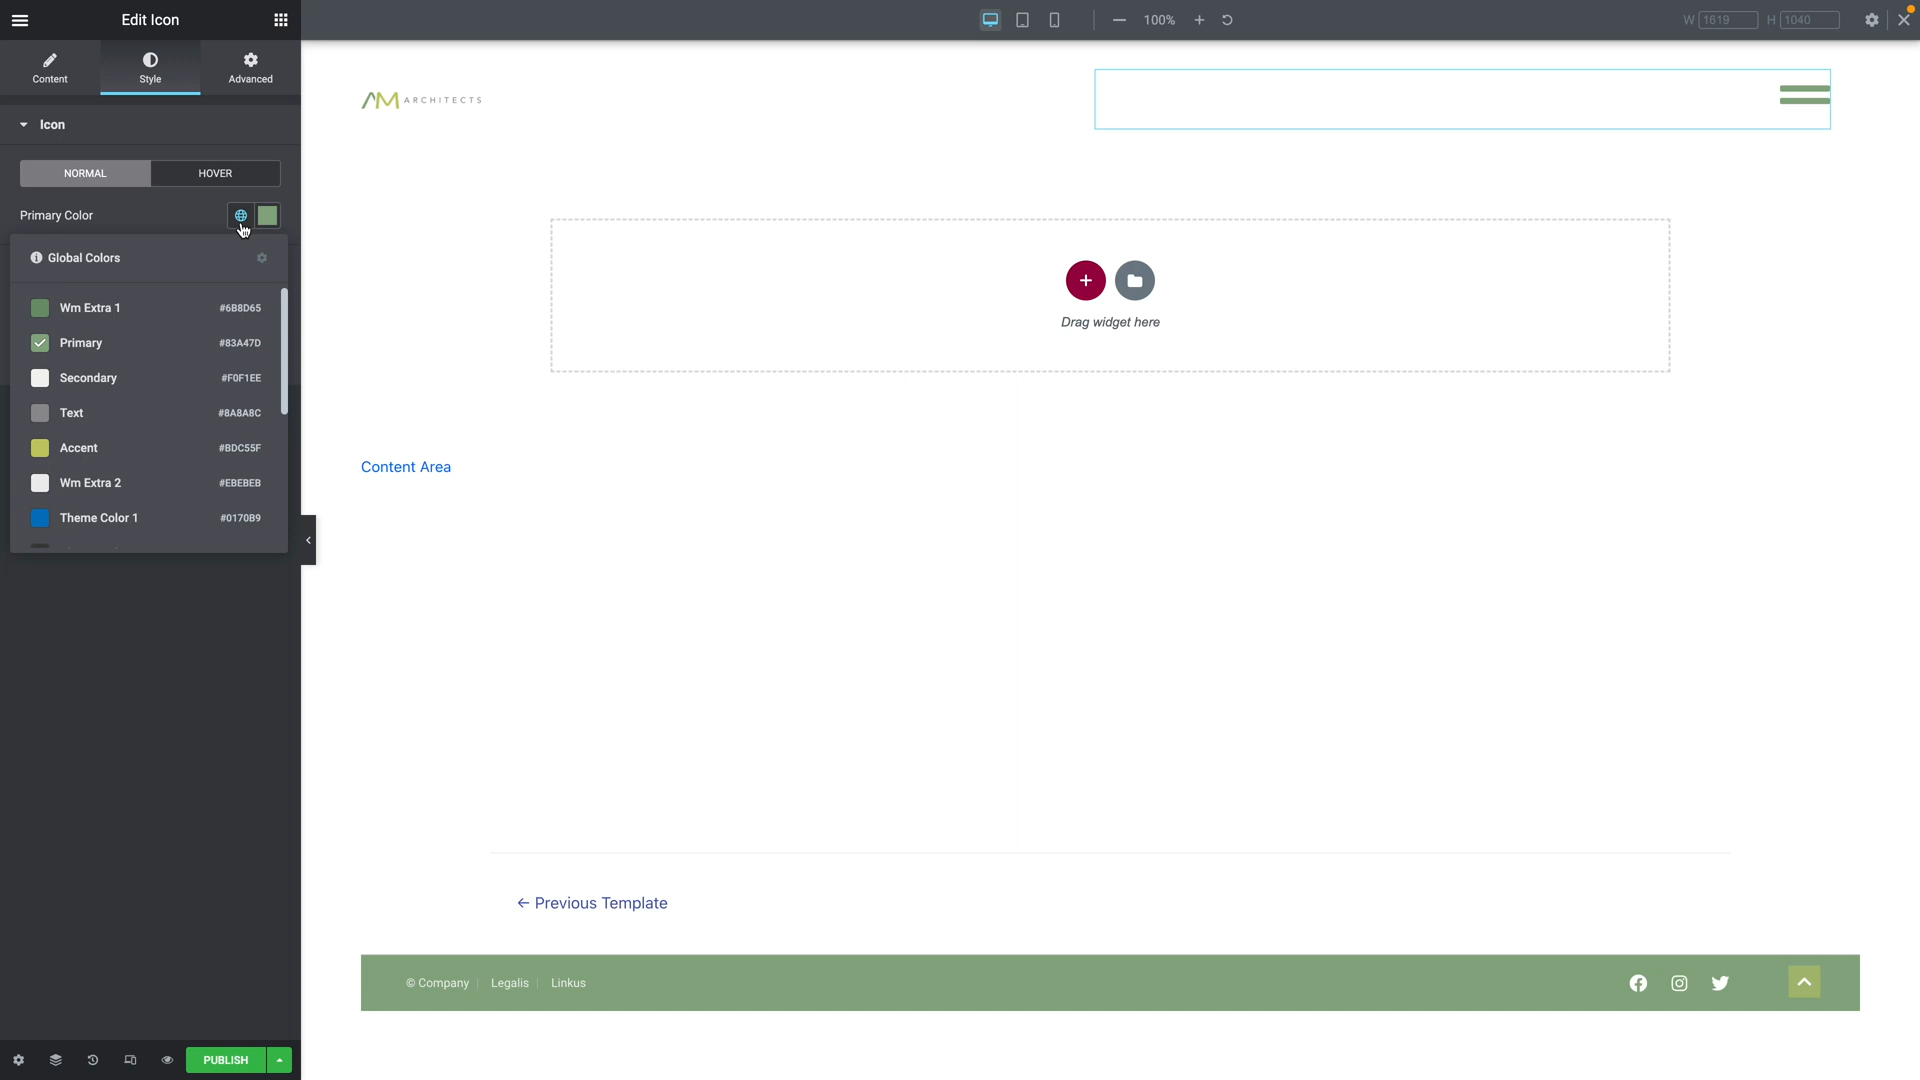 Edit Icon
100%
W 1619 H 1040
Content Style Advanced
Icon
NORMAL HOVER
Primary Color
Global Colors
Wm Extra 1 #6B8D65
Primary #83A47D
Secondary #F0F1EE
Text #8A8A8C
Accent #BDC55F
Wm Extra 2 #EBEBEB
Theme Color 1 #0170B9
PUBLISH
AM ARCHITECTS
Drag widget here
Content Area
← Previous Template
© Company Legalis Linkus